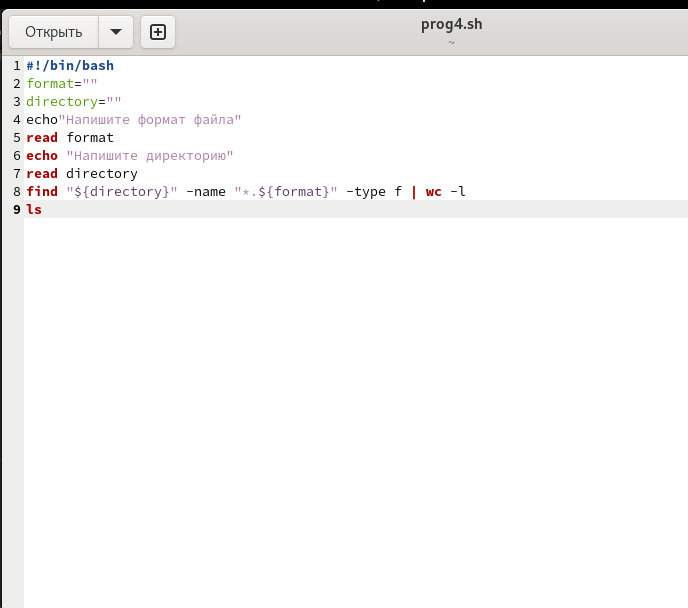 Открыть
prog4.sh
~
1 #!/bin/bash
2 format=""
3 directory=""
4 echo"Напишите формат файла"
5 read format
6 echo "Напишите директорию"
7 read directory
8 find "${directory}" -name "*.${format}" -type f | wc -l
9 ls